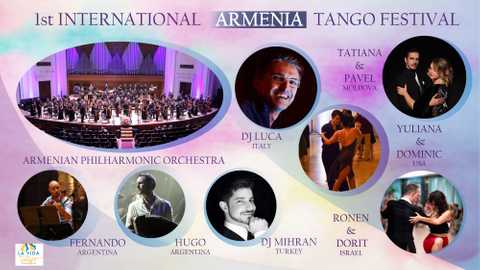 1st INTERNATIONAL ARMENIA TANGO FESTIVAL
TATIANA
&
PAVEL
MOLDOVA
DJ LUCA
ITALY
YULIANA
&
DOMINIC
USA
ARMENIAN PHILHARMONIC ORCHESTRA
FERNANDO
ARGENTINA
HUGO
ARGENTINA
DJ MIHRAN
TURKEY
RONEN
&
DORIT
ISRAEL
LA VIDA